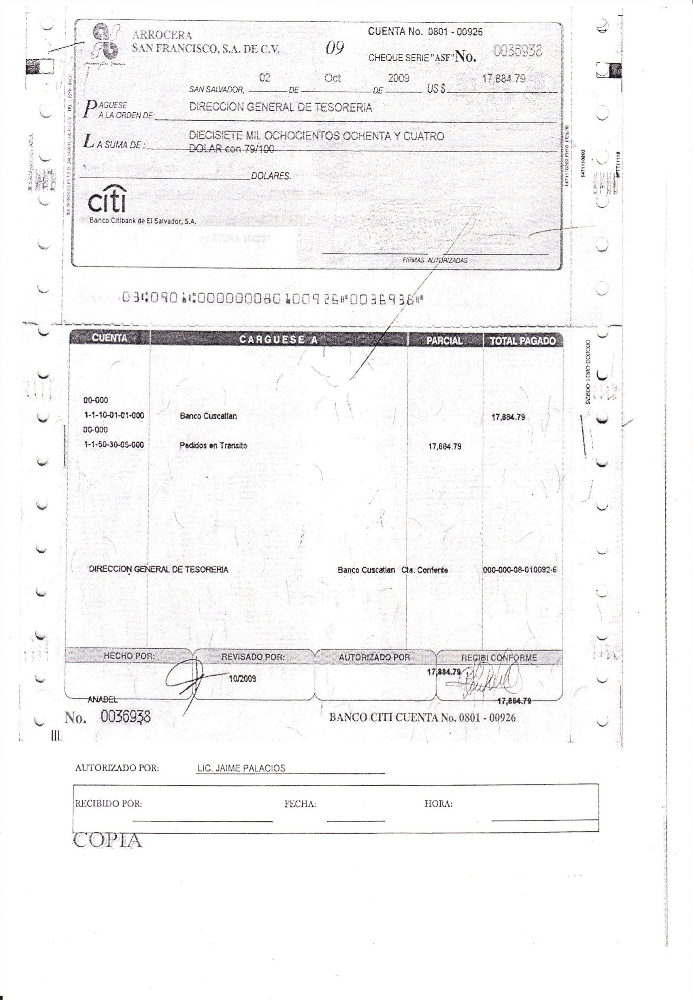 ARROCERA
SAN FRANCISCO, S.A. DE C.V.
09
CUENTA No. 0801 - 00926
CHEQUE SERIE "ASF" No. 0036938
02 Oct 2009 17,884.79
SAN SALVADOR, DE DE US $
PAGUESE
A LA ORDEN DE:
DIRECCION GENERAL DE TESORERIA
LA SUMA DE :
DIECISIETE MIL OCHOCIENTOS OCHENTA Y CUATRO
DOLAR con 79/100
DOLARES.
citi
Banco Citibank de El Salvador, S.A.
FIRMAS AUTORIZADAS
1471110202
CUENTA CARGUESE A PARCIAL TOTAL PAGADO
000000-0801-00926
00-000
1-1-10-01-01-000 Banco Cuscatlan 17,884.79
00-000
1-1-50-30-05-000 Pedidos en Transito 17,884.79
DIRECCION GENERAL DE TESORERIA Banco Cuscatlan Cta. Corriente 000-000-08-010092-6
HECHO POR: REVISADO POR: AUTORIZADO POR RECIBI CONFORME
17,884.79
10/2009
ANABEL 17,884.79
No. 0036938 BANCO CITI CUENTA No. 0801 - 00926
AUTORIZADO POR: LIC. JAIME PALACIOS
RECIBIDO POR: FECHA: HORA:
COPIA